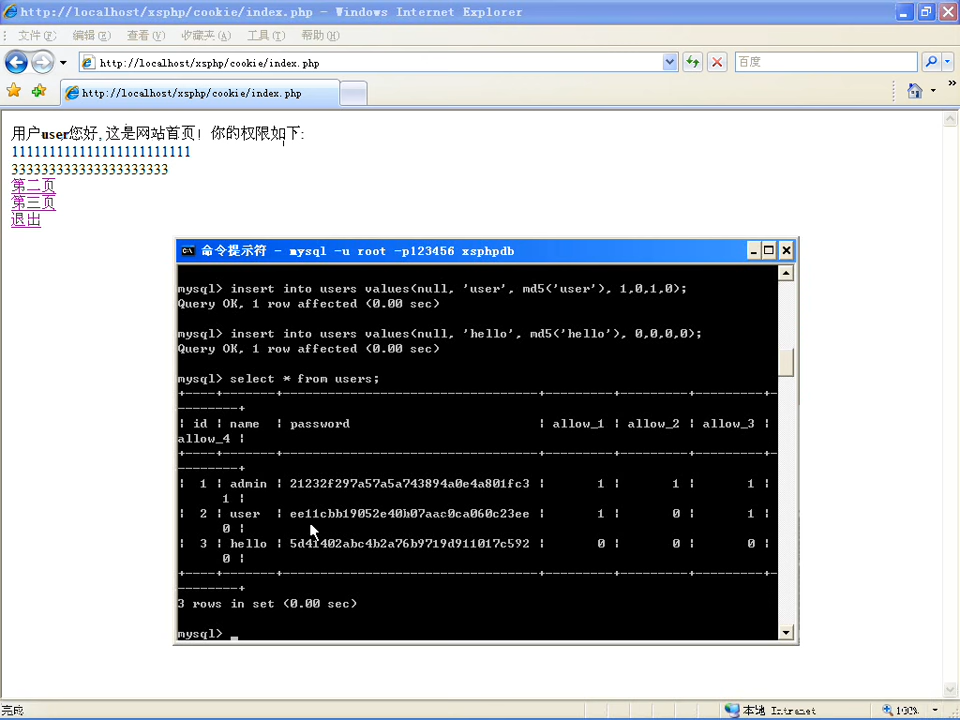 http://localhost/xsphp/cookie/index.php - Windows Internet Explorer
文件(F) 编辑(E) 查看(V) 收藏夹(A) 工具(T) 帮助(H)
http://localhost/xsphp/cookie/index.php
百度
http://localhost/xsphp/cookie/index.php
用户user您好,这是网站首页! 你的权限如下:
111111111111111111111111
333333333333333333333
第二页
第三页
退出
命令提示符 - mysql -u root -p123456 xsphpdb
mysql> insert into users values(null, 'user', md5('user'), 1,0,1,0);
Query OK, 1 row affected (0.00 sec)
mysql> insert into users values(null, 'hello', md5('hello'), 0,0,0,0);
Query OK, 1 row affected (0.00 sec)
mysql> select * from users;
+----+-------+----------------------------------+---------+---------+---------+-
--------+
| id | name | password | allow_1 | allow_2 | allow_3 |
allow_4 |
+----+-------+----------------------------------+---------+---------+---------+-
--------+
| 1 | admin | 21232f297a57a5a743894a0e4a801fc3 | 1 | 1 | 1 |
1 |
| 2 | user | ee11cbb19052e40b07aac0ca060c23ee | 1 | 0 | 1 |
0 |
| 3 | hello | 5d41402abc4b2a76b9719d911017c592 | 0 | 0 | 0 |
0 |
+----+-------+----------------------------------+---------+---------+---------+-
--------+
3 rows in set (0.00 sec)
mysql> _
完成 本地 Intranet 100%